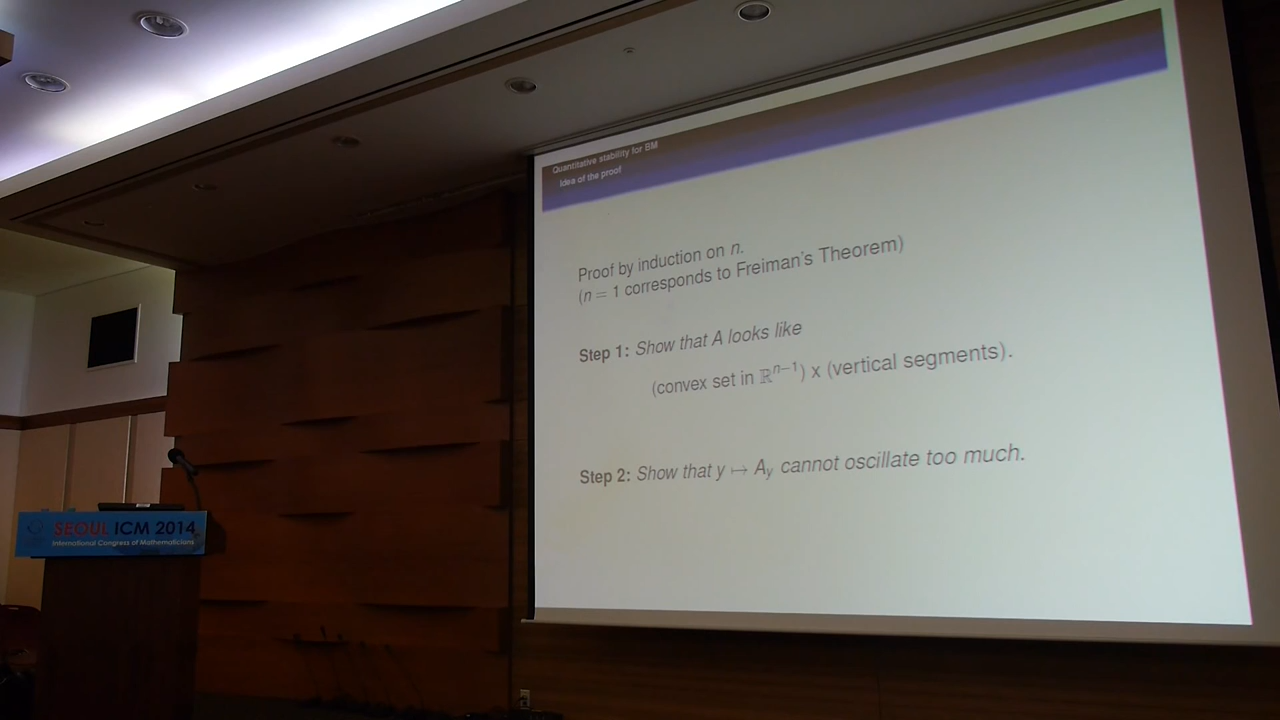 Quantitative stability for BM
Idea of the proof
Proof by induction on n.
(n = 1 corresponds to Freiman's Theorem)
Step 1: Show that A looks like
(convex set in ℝⁿ⁻¹) x (vertical segments).
Step 2: Show that y ↦ A_y cannot oscillate too much.
SEOUL ICM 2014
International Congress of Mathematicians